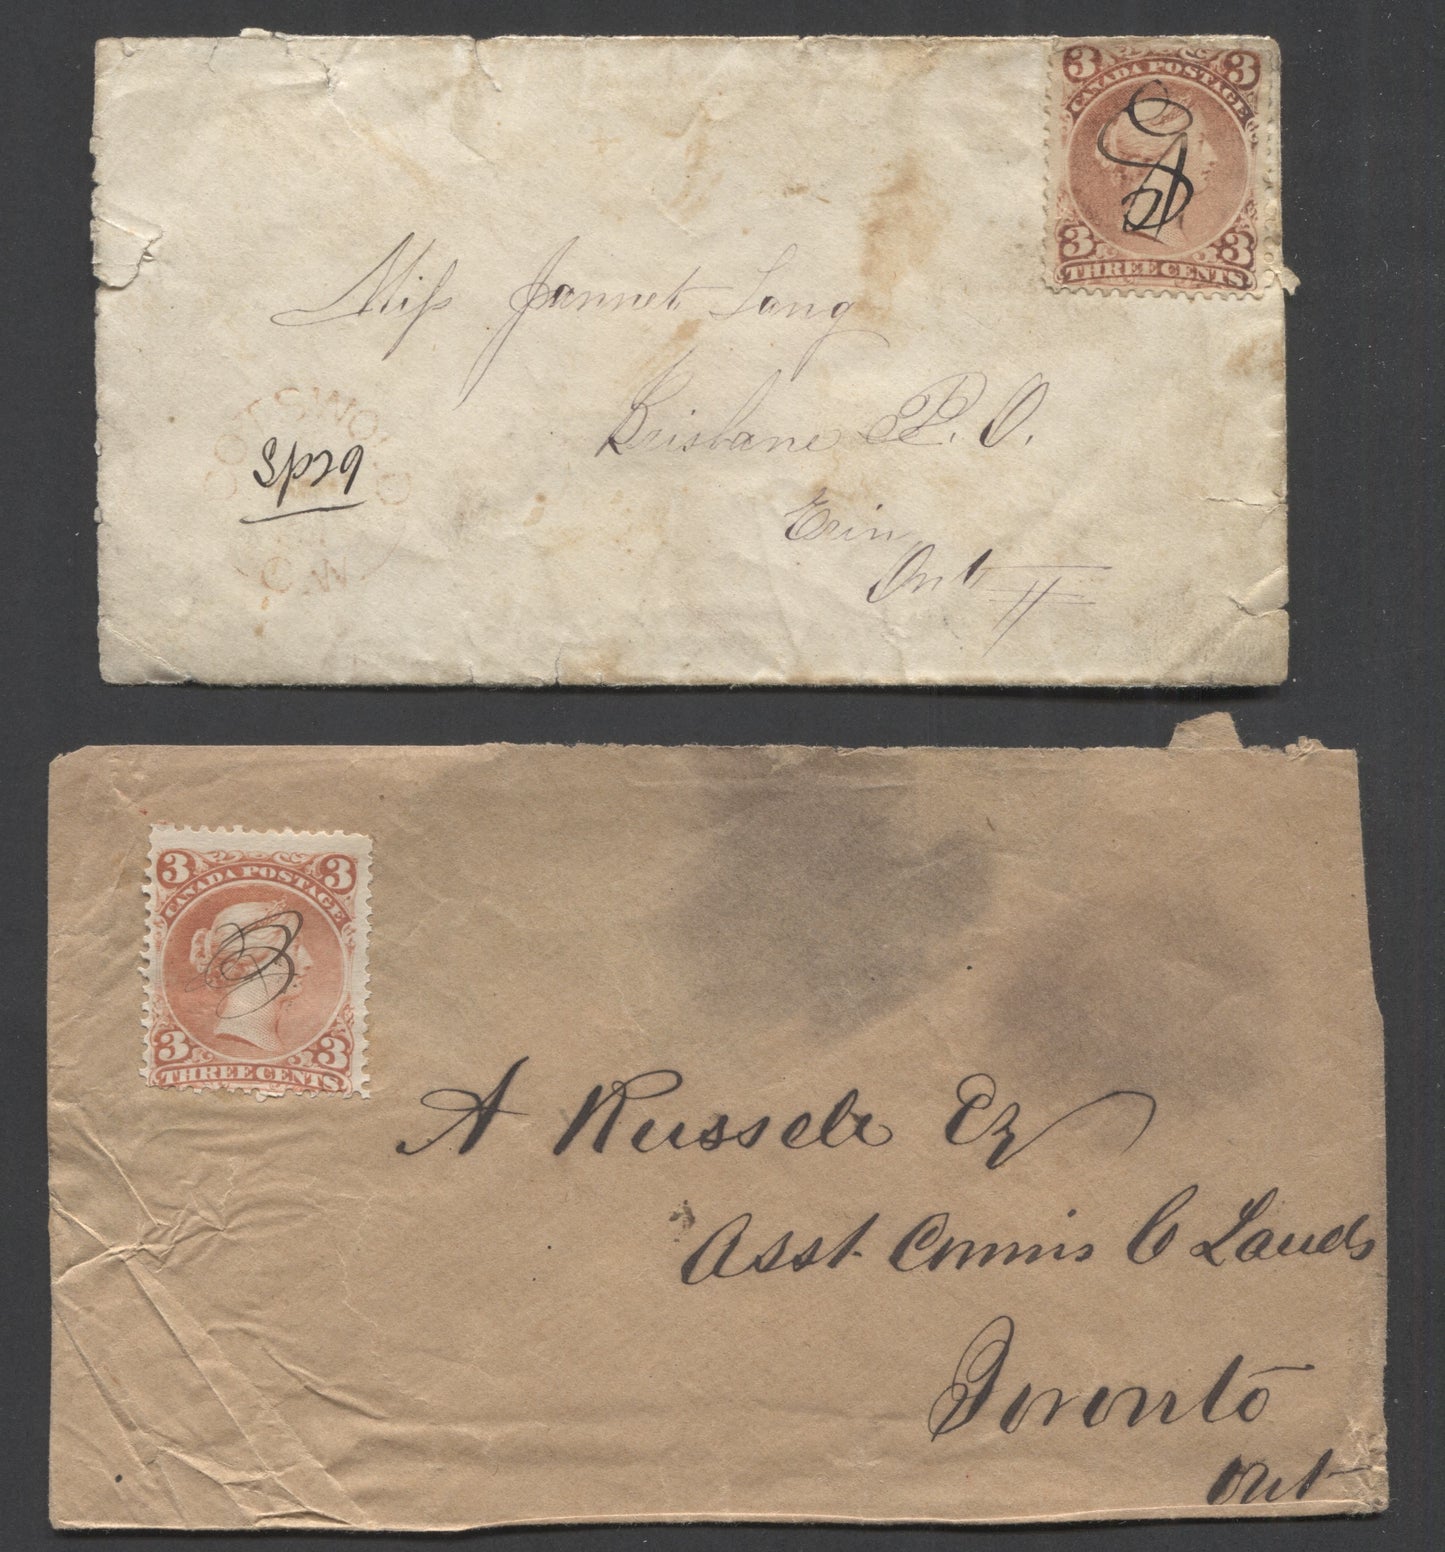 3 3
CANADA POSTAGE
3 3
THREE CENTS
Miss Jannet Lang
Brisbane P. O.
Erin
Ont
COTSWOLD
C.W
3 3
CANADA POSTAGE
3 3
THREE CENTS
A Russell Esq
Asst Commis C Lands
Toronto
Ont